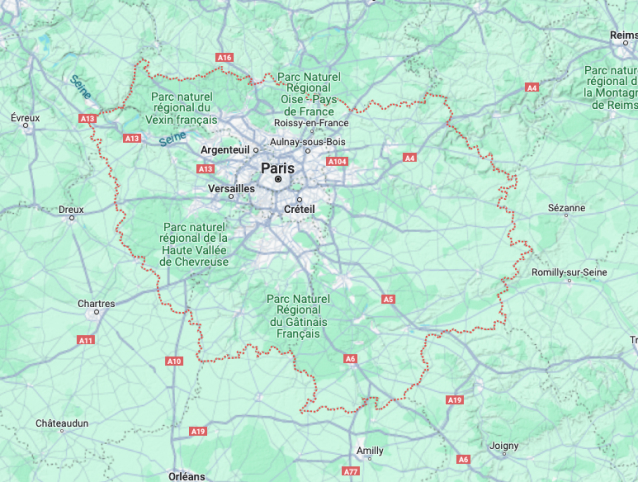 Reims
A16
Seine
Parc Naturel
Régional
Oise - Pays
de France
Parc naturel
régional du
Vexin français
Parc nature
régional d
la Montagn
de Reims
A4
Évreux
A13
A13
Seine
Roissy-en-France
Aulnay-sous-Bois
Argenteuil
A13
Paris
A104
A4
Versailles
Créteil
Dreux
Sézanne
Parc naturel
régional de la
Haute Vallée
de Chevreuse
Romilly-sur-Seine
Chartres
Parc Naturel
Régional
du Gâtinais
Français
A5
A11
A10
A6
Tr
A19
Châteaudun
A19
Amilly
Joigny
A6
A77
Orléans